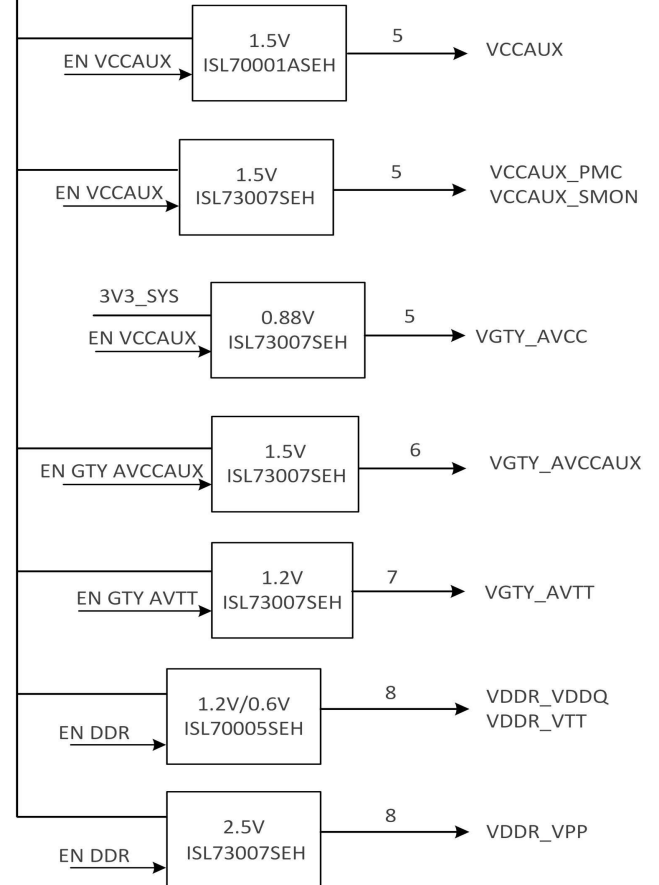 1.5V
ISL70001ASEH
EN VCCAUX
5
VCCAUX
1.5V
ISL73007SEH
EN VCCAUX
5
VCCAUX_PMC
VCCAUX_SMON
3V3_SYS
EN VCCAUX
0.88V
ISL73007SEH
5
VGTY_AVCC
EN GTY AVCCAUX
1.5V
ISL73007SEH
6
VGTY_AVCCAUX
EN GTY AVTT
1.2V
ISL73007SEH
7
VGTY_AVTT
EN DDR
1.2V/0.6V
ISL70005SEH
8
VDDR_VDDQ
VDDR_VTT
EN DDR
2.5V
ISL73007SEH
8
VDDR_VPP